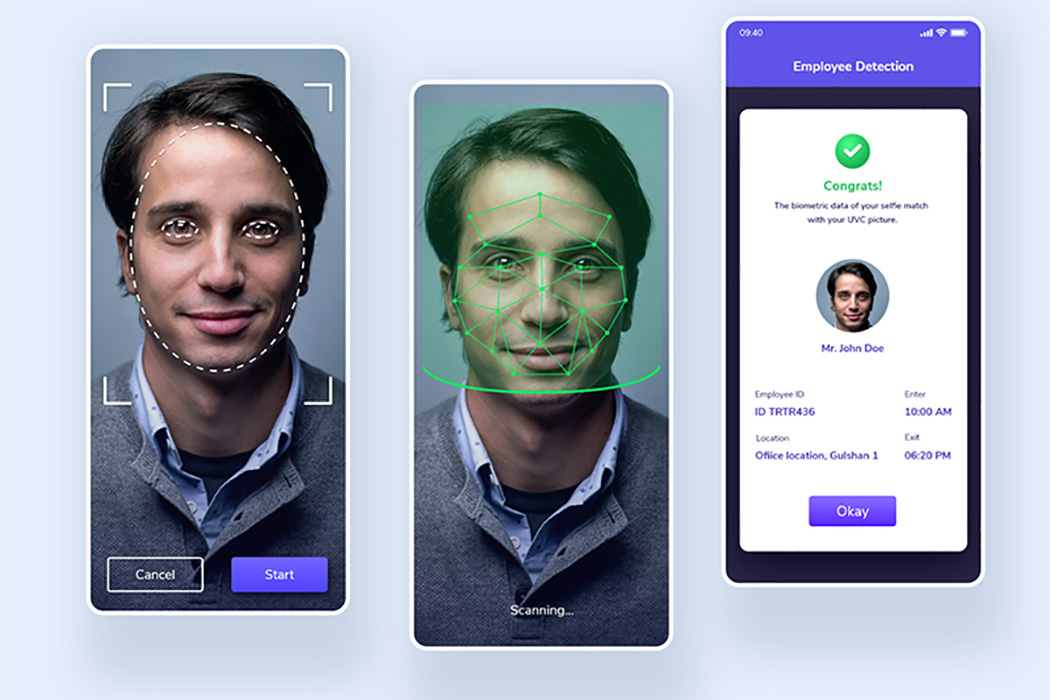 Cancel
Start
Scanning...
09:40
Employee Detection
Congrats!
The biometric data of your selfie match
with your UVC picture.
Mr. John Doe
Employee ID
Enter
ID TRTR436
10:00 AM
Location
Exit
Ofiice location, Gulshan 1
06:20 PM
Okay